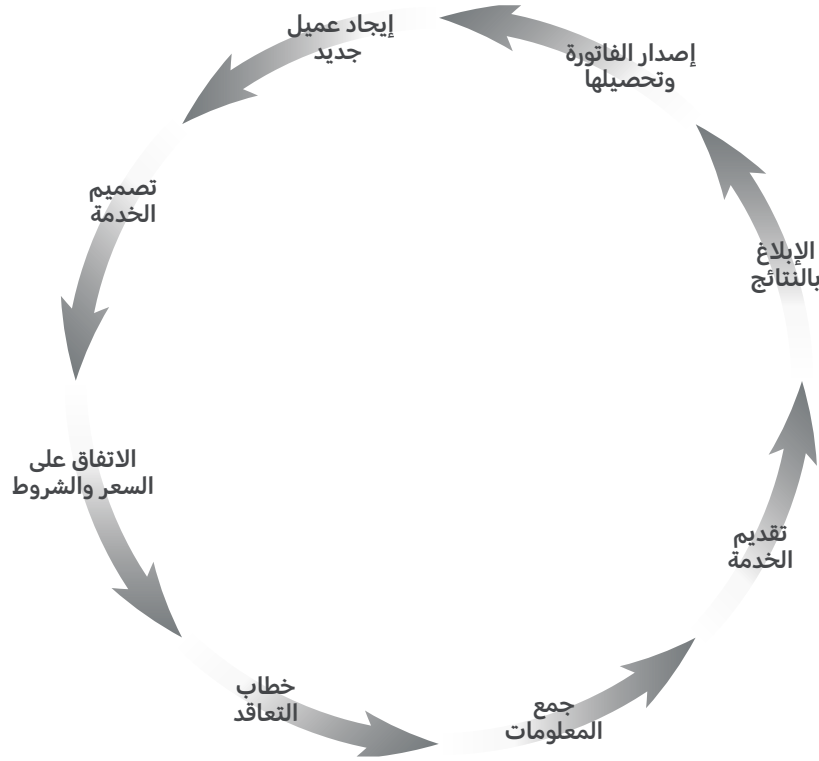 إيجاد عميل
جديد
تصميم
الخدمة
الاتفاق على
السعر والشروط
خطاب
التعاقد
جمع
المعلومات
تقديم
الخدمة
الإبلاغ
بالنتائج
إصدار الفاتورة
وتحصيلها